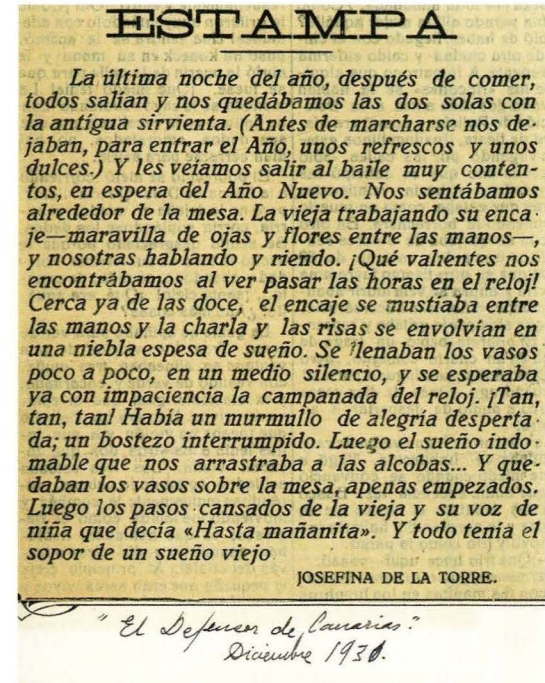 ESTAMPA
La última noche del año, después de comer,
todos salían y nos quedábamos las dos solas con
la antígua sirvienta. (Antes de marcharse nos de-
jaban, para entrar el Año, unos refrescos y unos
dulces.) Y les veíamos salir al baile muy conten-
tos, en espera del Año Nuevo. Nos sentábamos
alrededor de la mesa. La vieja trabajando su enca-
je—maravilla de ojas y flores entre las manos—,
y nosotras hablando y riendo. ¡Qué valientes nos
encontrábamos al ver pasar las horas en el reloj!
Cerca ya de las doce, el encaje se mustiaba entre
las manos y la charla y las risas se envolvían en
una niebla espesa de sueño. Se llenaban los vasos
poco a poco, en un medio silencio, y se esperaba
ya con impaciencia la campanada del reloj. ¡Tan,
tan, tan! Había un murmullo de alegría desperta-
da; un bostezo interrumpido. Luego el sueño indo-
mable que nos arrastraba a las alcobas... Y que-
daban los vasos sobre la mesa, apenas empezados.
Luego los pasos cansados de la vieja y su voz de
niña que decía «Hasta mañanita». Y todo tenía el
sopor de un sueño viejo
JOSEFINA DE LA TORRE.
"El Defensor de Canarias."
Diciembre 1930.